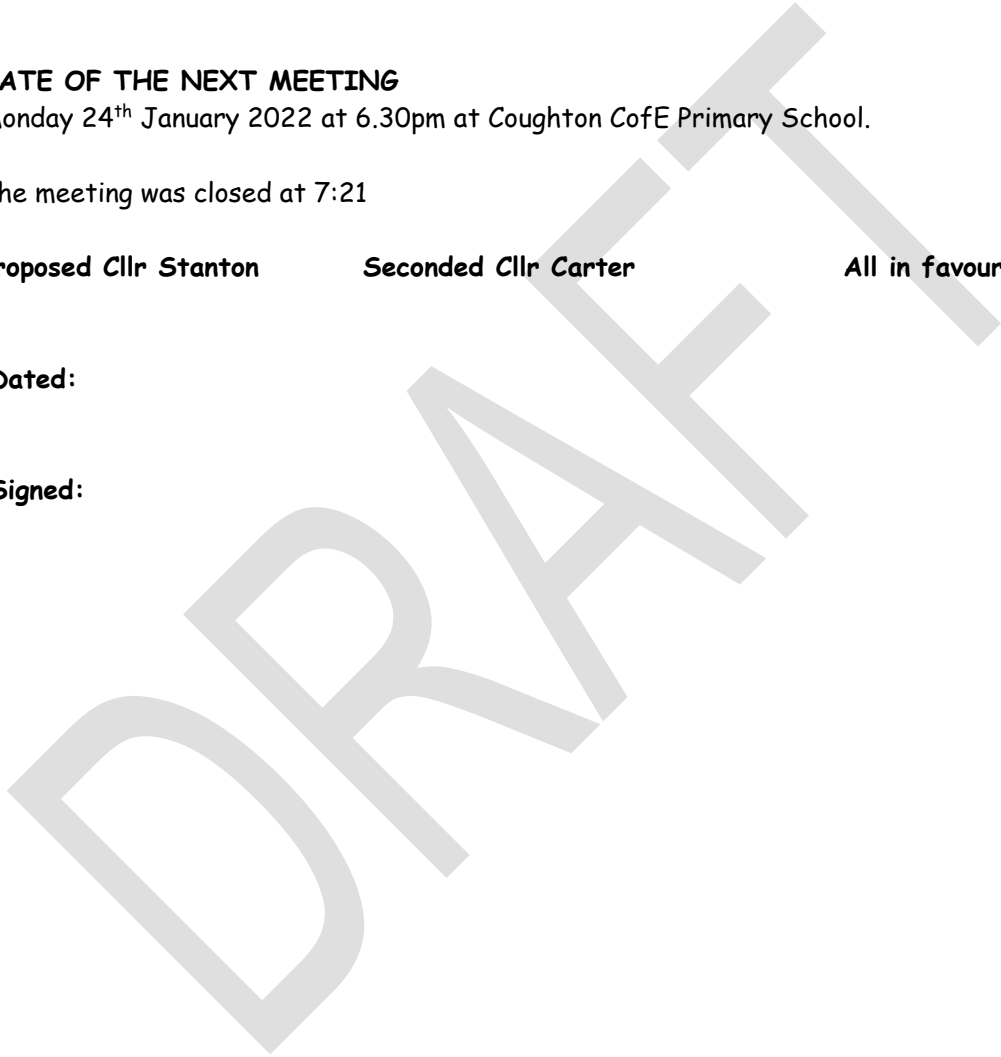 ATE OF THE NEXT MEETING
onday 24th January 2022 at 6.30pm at Coughton CofE Primary School.
he meeting was closed at 7:21
roposed Cllr Stanton Seconded Cllr Carter All in favour
Dated:
Signed:
DRAFT